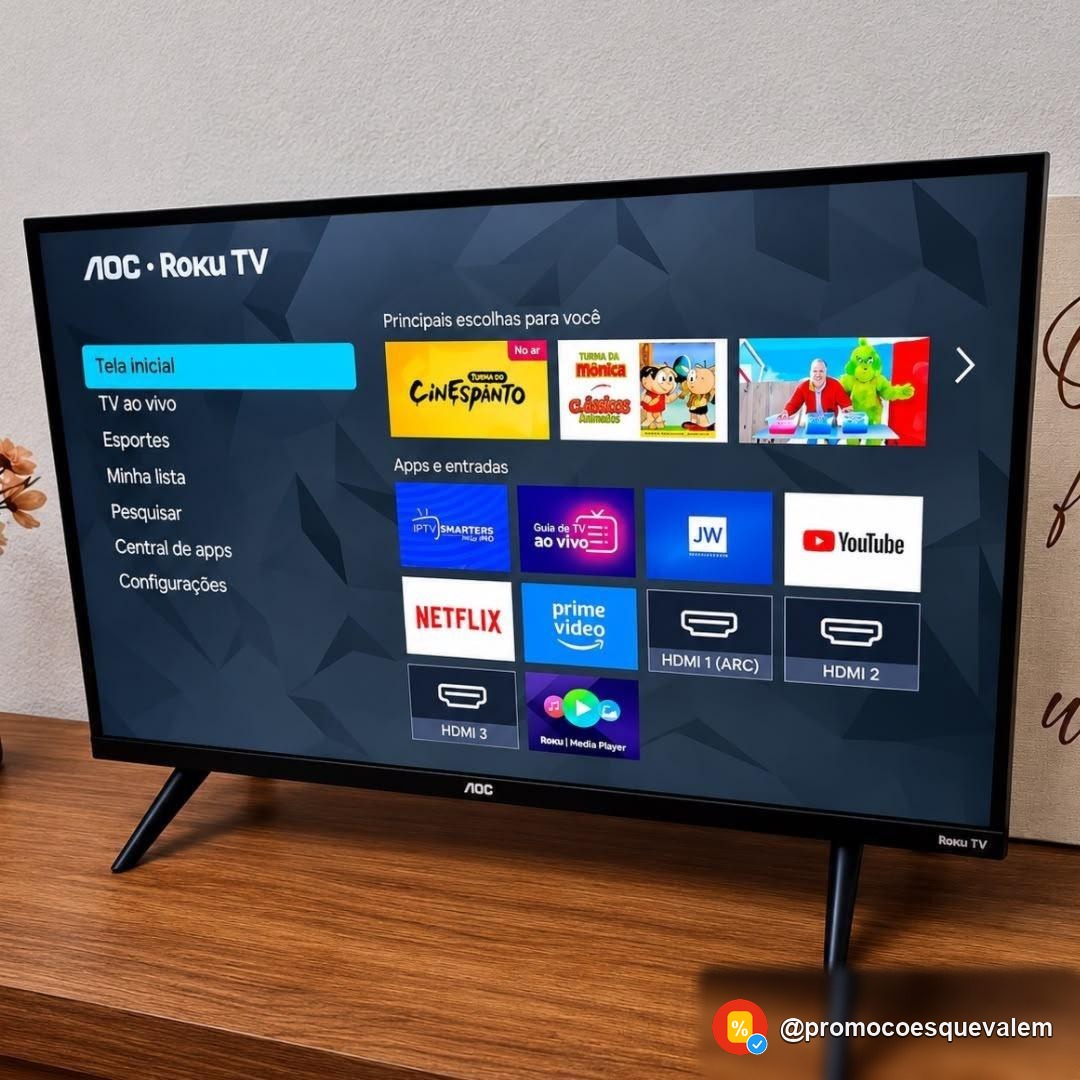 AOC • Roku TV
Tela inicial
TV ao vivo
Esportes
Minha lista
Pesquisar
Central de apps
Configurações
Principais escolhas para você
No ar
TURMA DO
CINESPANTO
TURMA DA
Mônica
CLÁSSICOS
Animados
Apps e entradas
IPTV SMARTERS
Guia de TV
ao vivo
JW
YouTube
NETFLIX
prime
video
HDMI 1 (ARC)
HDMI 2
HDMI 3
Roku | Media Player
AOC
Roku TV
%
@promocoesquevalem